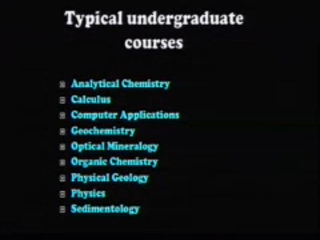 Typical undergraduate
courses
Analytical Chemistry
Calculus
Computer Applications
Geochemistry
Optical Mineralogy
Organic Chemistry
Physical Geology
Physics
Sedimentology